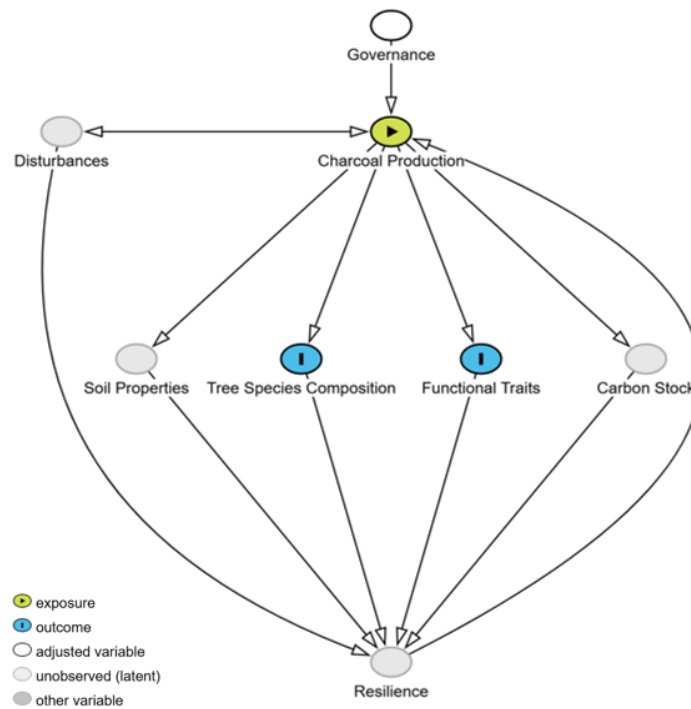 Governance
Disturbances
Charcoal Production
Soil Properties
Tree Species Composition
Functional Traits
Carbon Stock
Resilience
exposure
outcome
adjusted variable
unobserved (latent)
other variable